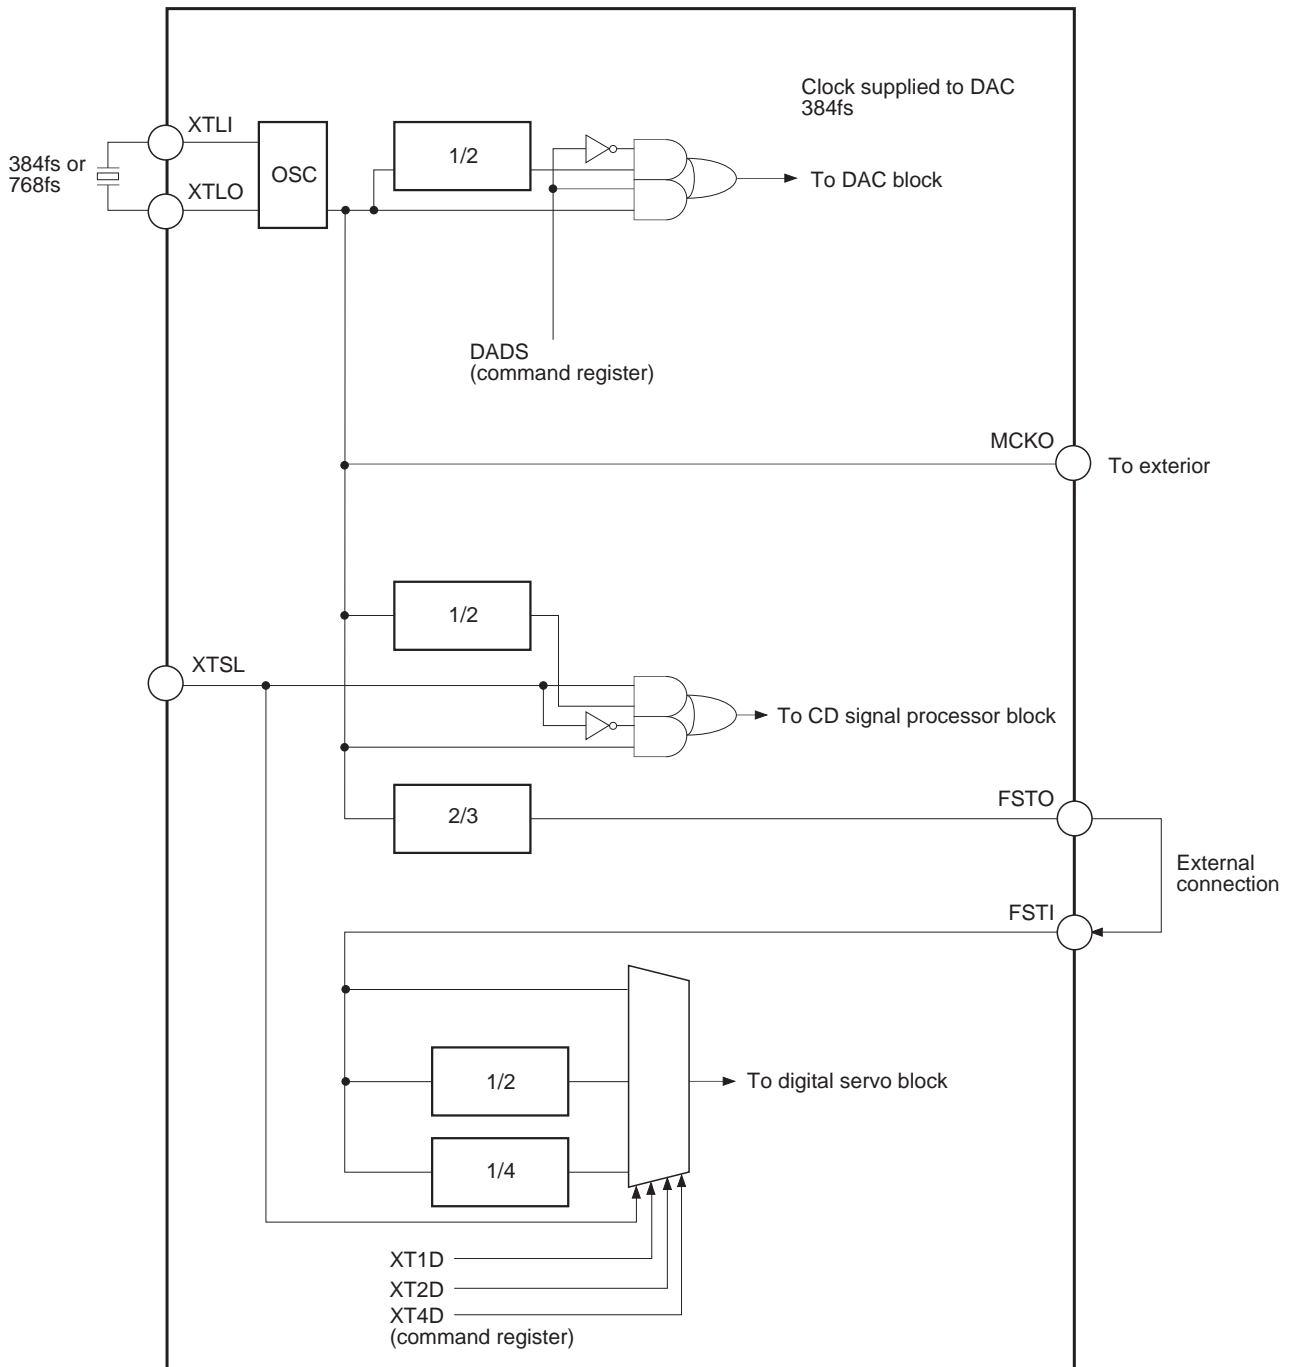 Clock supplied to DAC
384fs
XTLI
384fs or
768fs
OSC
1/2
XTLO
To DAC block
DADS
(command register)
MCKO
To exterior
1/2
XTSL
To CD signal processor block
2/3
FSTO
External
connection
FSTI
1/2
To digital servo block
1/4
XT1D
XT2D
XT4D
(command register)